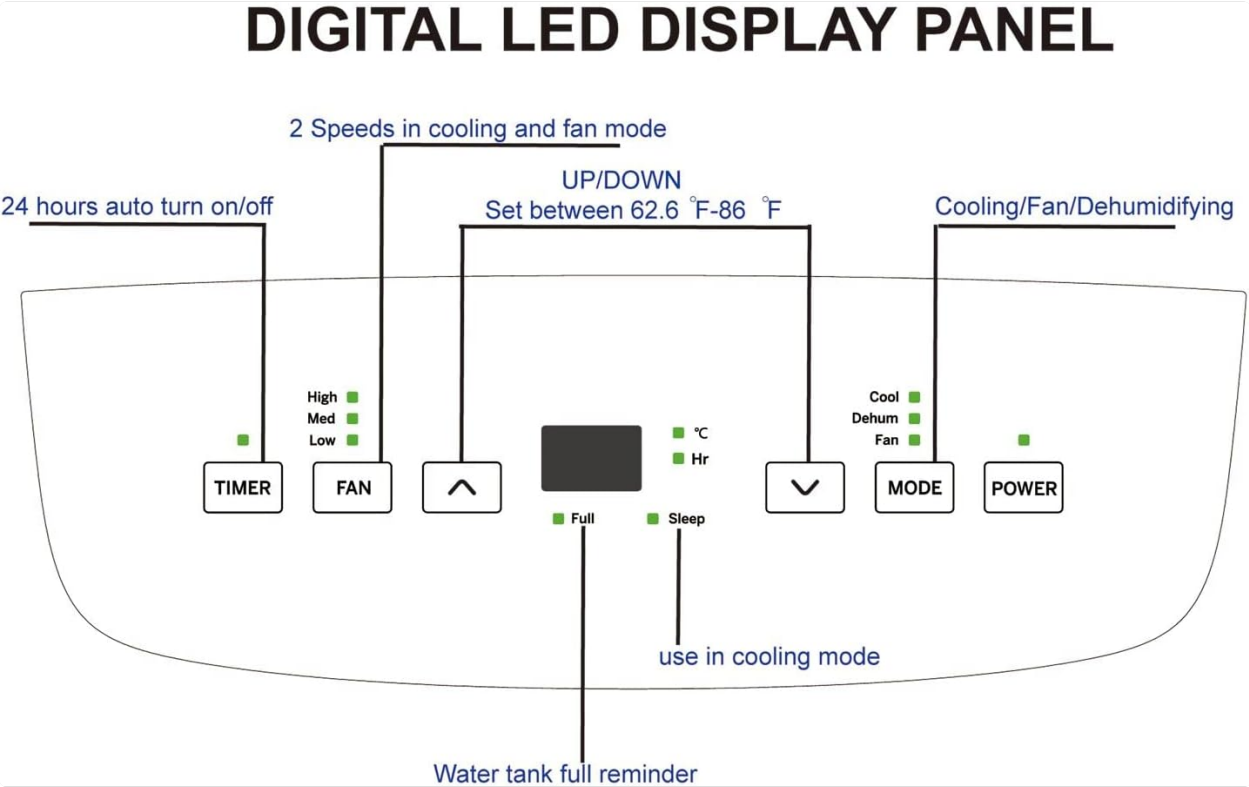 DIGITAL LED DISPLAY PANEL
2 Speeds in cooling and fan mode
24 hours auto turn on/off
UP/DOWN
Set between 62.6 ℉-86 ℉
Cooling/Fan/Dehumidifying
High
Med
Low
TIMER
FAN
℃
Hr
Full
Sleep
Cool
Dehum
Fan
MODE
POWER
use in cooling mode
Water tank full reminder